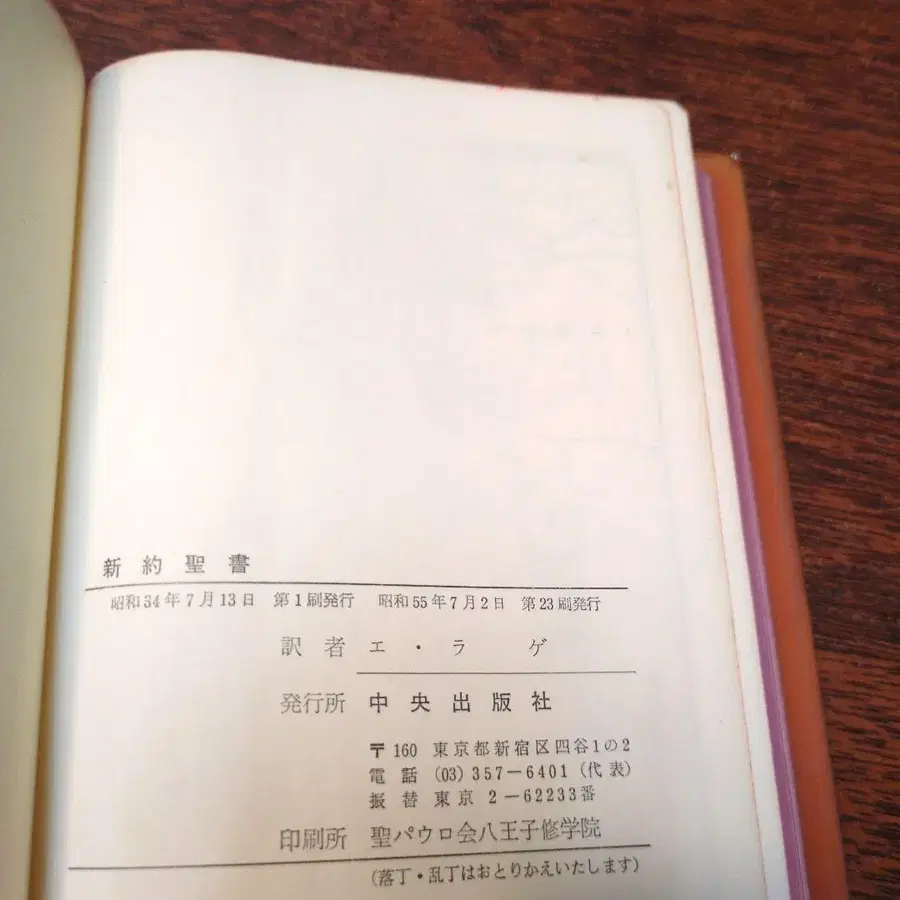 新約聖書
昭和34年7月13日 第1刷発行 昭和55年7月2日 第23刷発行
訳者 エ・ラゲ
発行所 中央出版社
〒160 東京都新宿区四谷1の2
電話 (03) 357−6401 (代表)
振替 東京 2−62233番
印刷所 聖パウロ会八王子修学院
(落丁・乱丁はおとりかえいたします)